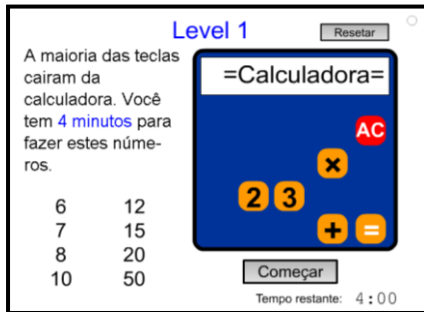 Level 1
Resetar
A maioria das teclas
cairam da
calculadora. Você
tem 4 minutos para
fazer estes núme-
ros.
6 12
7 15
8 20
10 50
=Calculadora=
AC
×
2 3
+ =
Começar
Tempo restante: 4:00